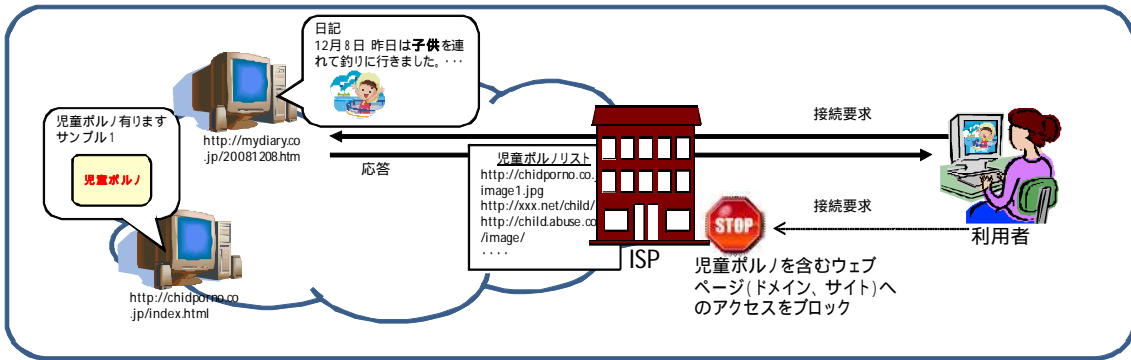 日記
12月8日 昨日は子供を連
れて釣りに行きました。・・・
児童ポルノ有ります
サンプル1
児童ポルノ
http://mydiary.co
.jp/20081208.htm
接続要求
応答
児童ポルノリスト
http://chidporno.co.
image1.jpg
http://xxx.net/child/
http://child.abuse.co
/image/
・・・・
ISP
STOP
接続要求
利用者
児童ポルノを含むウェブ
ページ(ドメイン、サイト)へ
のアクセスをブロック
http://chidporno.co
.jp/index.html